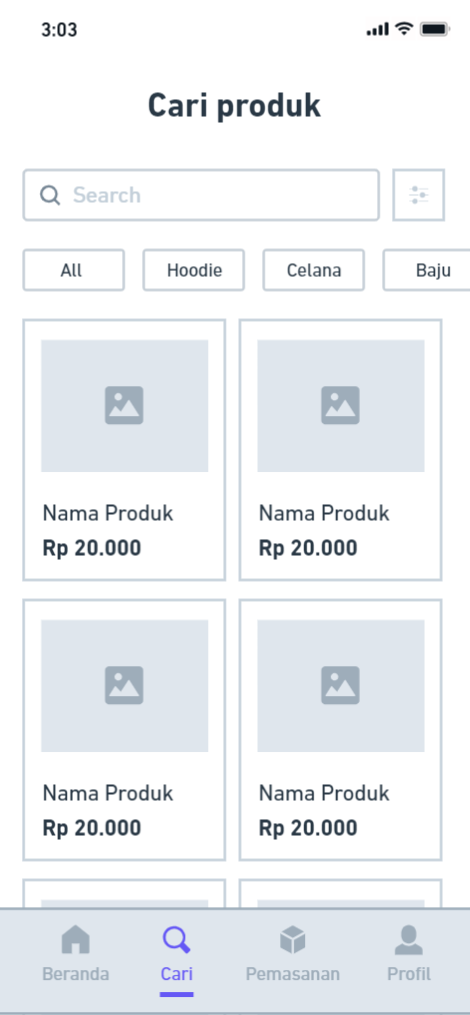 3:03
Cari produk
Search
All Hoodie Celana Baju
Nama Produk Nama Produk
Rp 20.000 Rp 20.000
Nama Produk Nama Produk
Rp 20.000 Rp 20.000
Beranda Cari Pemasanan Profil